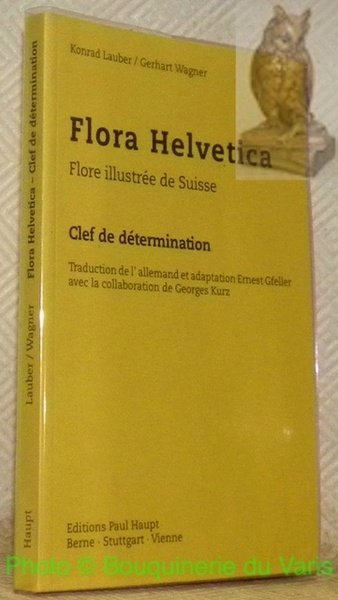 Konrad Lauber / Gerhart Wagner
Flora Helvetica
Flore illustrée de Suisse
Clef de détermination
Traduction de l'allemand et adaptation Ernest Gfeller
avec la collaboration de Georges Kurz
Editions Paul Haupt
Berne · Stuttgart · Vienne
Haupt Lauber / Wagner Flora Helvetica – Clef de détermination
Photo © Bouquinerie du Varis